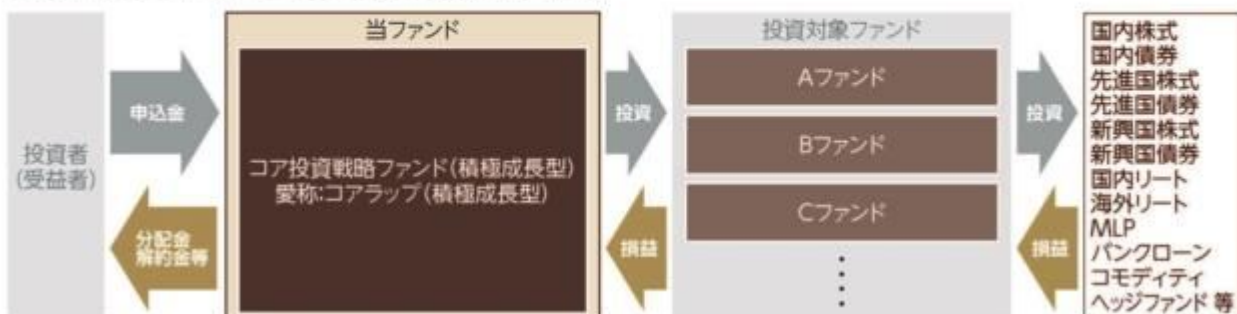 投資者
(受益者)
申込金
分配金
解約金等
当ファンド
コア投資戦略ファンド(積極成長型)
愛称:コアラップ(積極成長型)
投資
損益
投資対象ファンド
Aファンド
Bファンド
Cファンド
投資
損益
国内株式
国内債券
先進国株式
先進国債券
新興国株式
新興国債券
国内リート
海外リート
MLP
バンクローン
コモディティ
ヘッジファンド 等